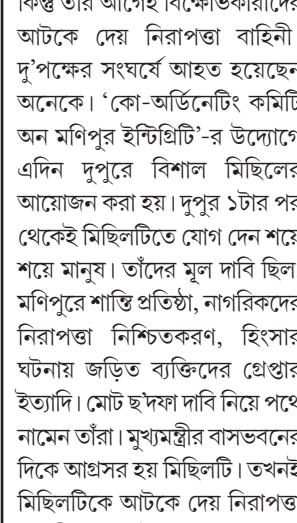 কিন্তু তার আগেই বিক্ষোভকারীদের
আটকে দেয় নিরাপত্তা বাহিনী
দু'পক্ষের সংঘর্ষে আহত হয়েছেন
অনেকে। 'কো-অর্ডিনেটিং কমিটি
অন মণিপুর ইন্টিগ্রিটি'-র উদ্যোগে
এদিন দুপুরে বিশাল মিছিলের
আয়োজন করা হয়। দুপুর ১টার পর
থেকেই মিছিলটিতে যোগ দেন শয়ে
শয়ে মানুষ। তাঁদের মূল দাবি ছিল
মণিপুরে শান্তি প্রতিষ্ঠা, নাগরিকদের
নিরাপত্তা নিশ্চিতকরণ, হিংসার
ঘটনায় জড়িত ব্যক্তিদের গ্রেপ্তার
ইত্যাদি। মোট ছ'দফা দাবি নিয়ে পথে
নামেন তাঁরা। মুখ্যমন্ত্রীর বাসভবনের
দিকে আগ্রসর হয় মিছিলটি। তখনই
মিছিলটিকে আটকে দেয় নিরাপত্তা